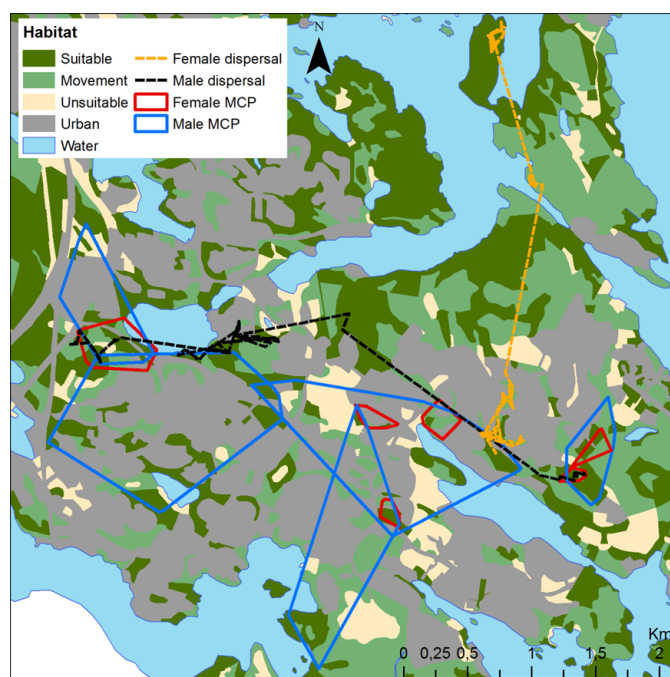 Habitat
Suitable
Movement
Unsuitable
Urban
Water
Female dispersal
Male dispersal
Female MCP
Male MCP
N
Km
0 0,25 0,5 1 1,5 2